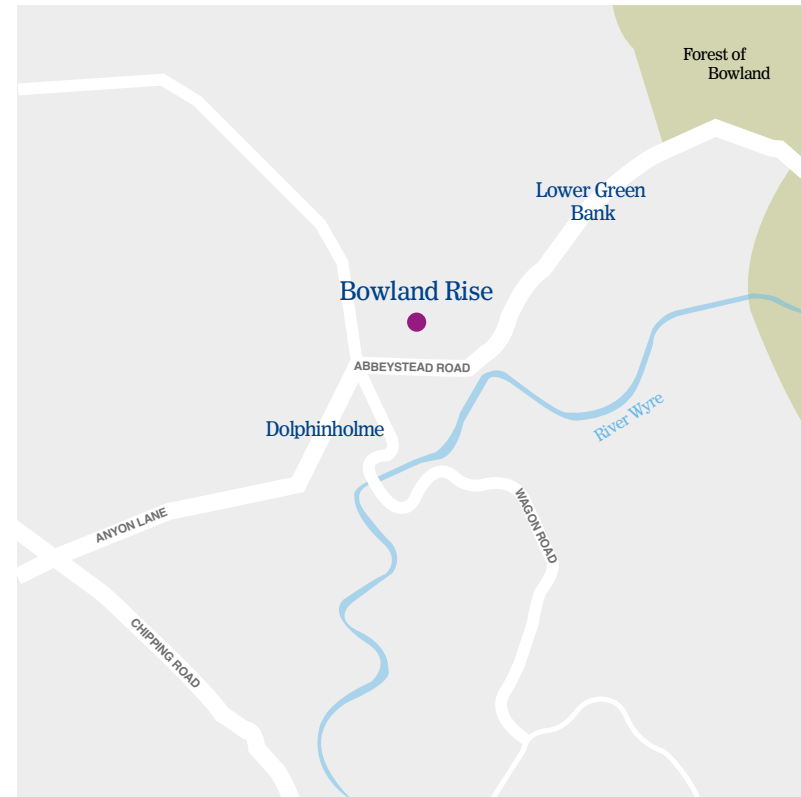 Forest of
Bowland
Lower Green
Bank
Bowland Rise
ABBEYSTEAD ROAD
River Wyre
Dolphinholme
WAGON ROAD
ANYON LANE
CHIPPING ROAD